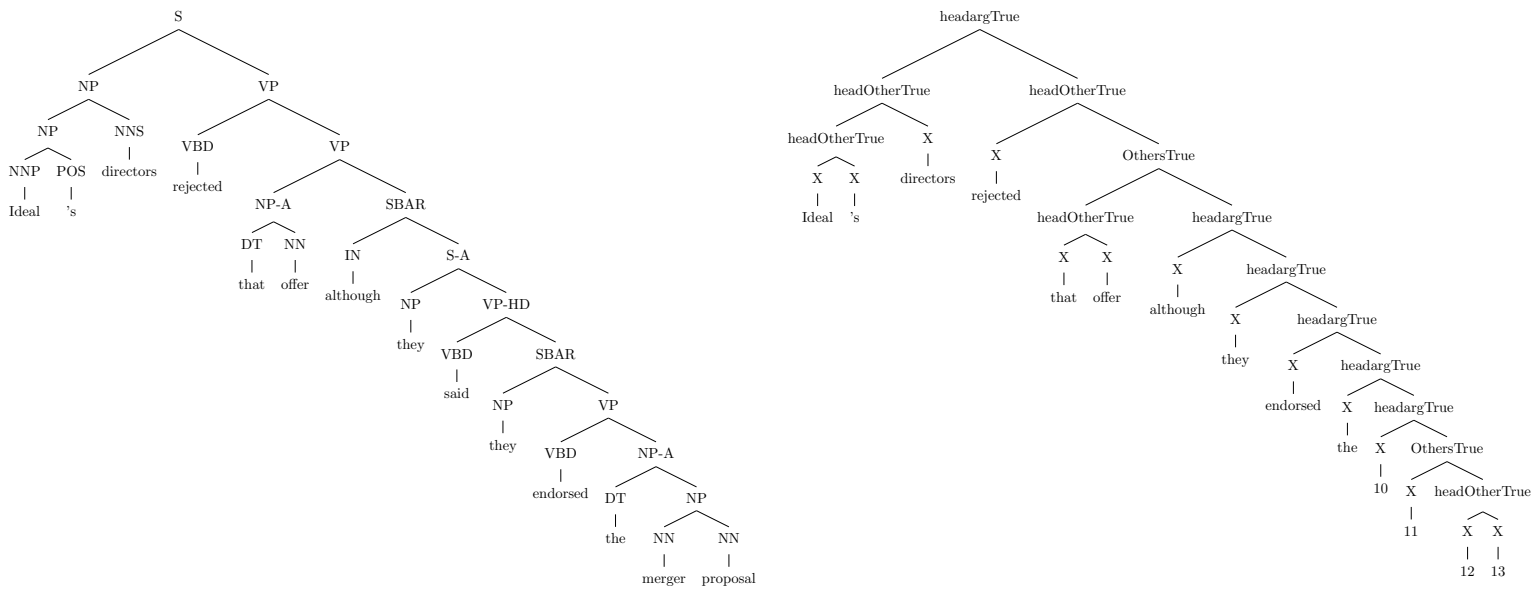 S
NP VP
NP NNS VBD VP
NNP POS directors rejected NP-A SBAR
Ideal 's DT NN IN S-A
that offer although NP VP-HD
they VBD SBAR
said NP VP
they VBD NP-A
endorsed DT NP
the NN NN
merger proposal
headargTrue
headOtherTrue headOtherTrue
headOtherTrue X X OthersTrue
X X directors rejected headOtherTrue headargTrue
Ideal 's X X X headargTrue
that offer although X headargTrue
they X headargTrue
endorsed X headargTrue
the X OthersTrue
10 X headOtherTrue
11 X X
12 13